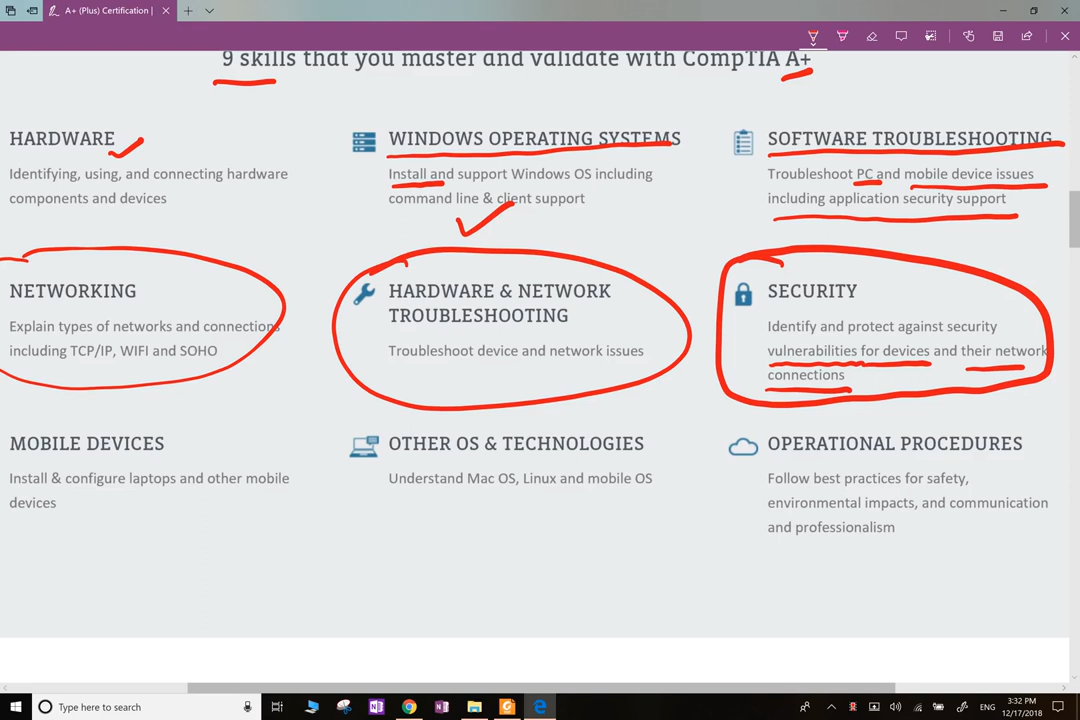 A+ (Plus) Certification |
9 skills that you master and validate with CompTIA A+
HARDWARE
Identifying, using, and connecting hardware
components and devices
WINDOWS OPERATING SYSTEMS
Install and support Windows OS including
command line & client support
SOFTWARE TROUBLESHOOTING
Troubleshoot PC and mobile device issues
including application security support
NETWORKING
Explain types of networks and connections
including TCP/IP, WIFI and SOHO
HARDWARE & NETWORK
TROUBLESHOOTING
Troubleshoot device and network issues
SECURITY
Identify and protect against security
vulnerabilities for devices and their network
connections
MOBILE DEVICES
Install & configure laptops and other mobile
devices
OTHER OS & TECHNOLOGIES
Understand Mac OS, Linux and mobile OS
OPERATIONAL PROCEDURES
Follow best practices for safety,
environmental impacts, and communication
and professionalism
Type here to search
ENG
3:32 PM
12/17/2018